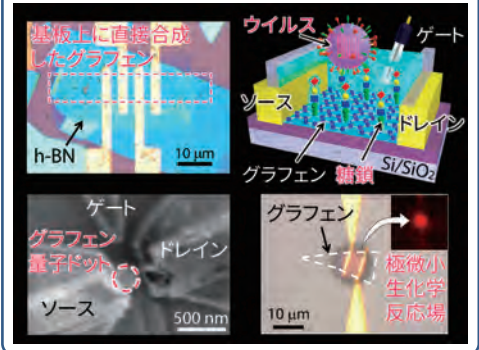 基板上に直接合成
したグラフェン
h-BN
10 μm
ウイルス
ゲート
ソース
ドレイン
グラフェン
糖鎖
Si/SiO₂
ゲート
グラフェン
量子ドット
ドレイン
ソース
500 nm
グラフェン
極微小
生化学
反応場
10 μm